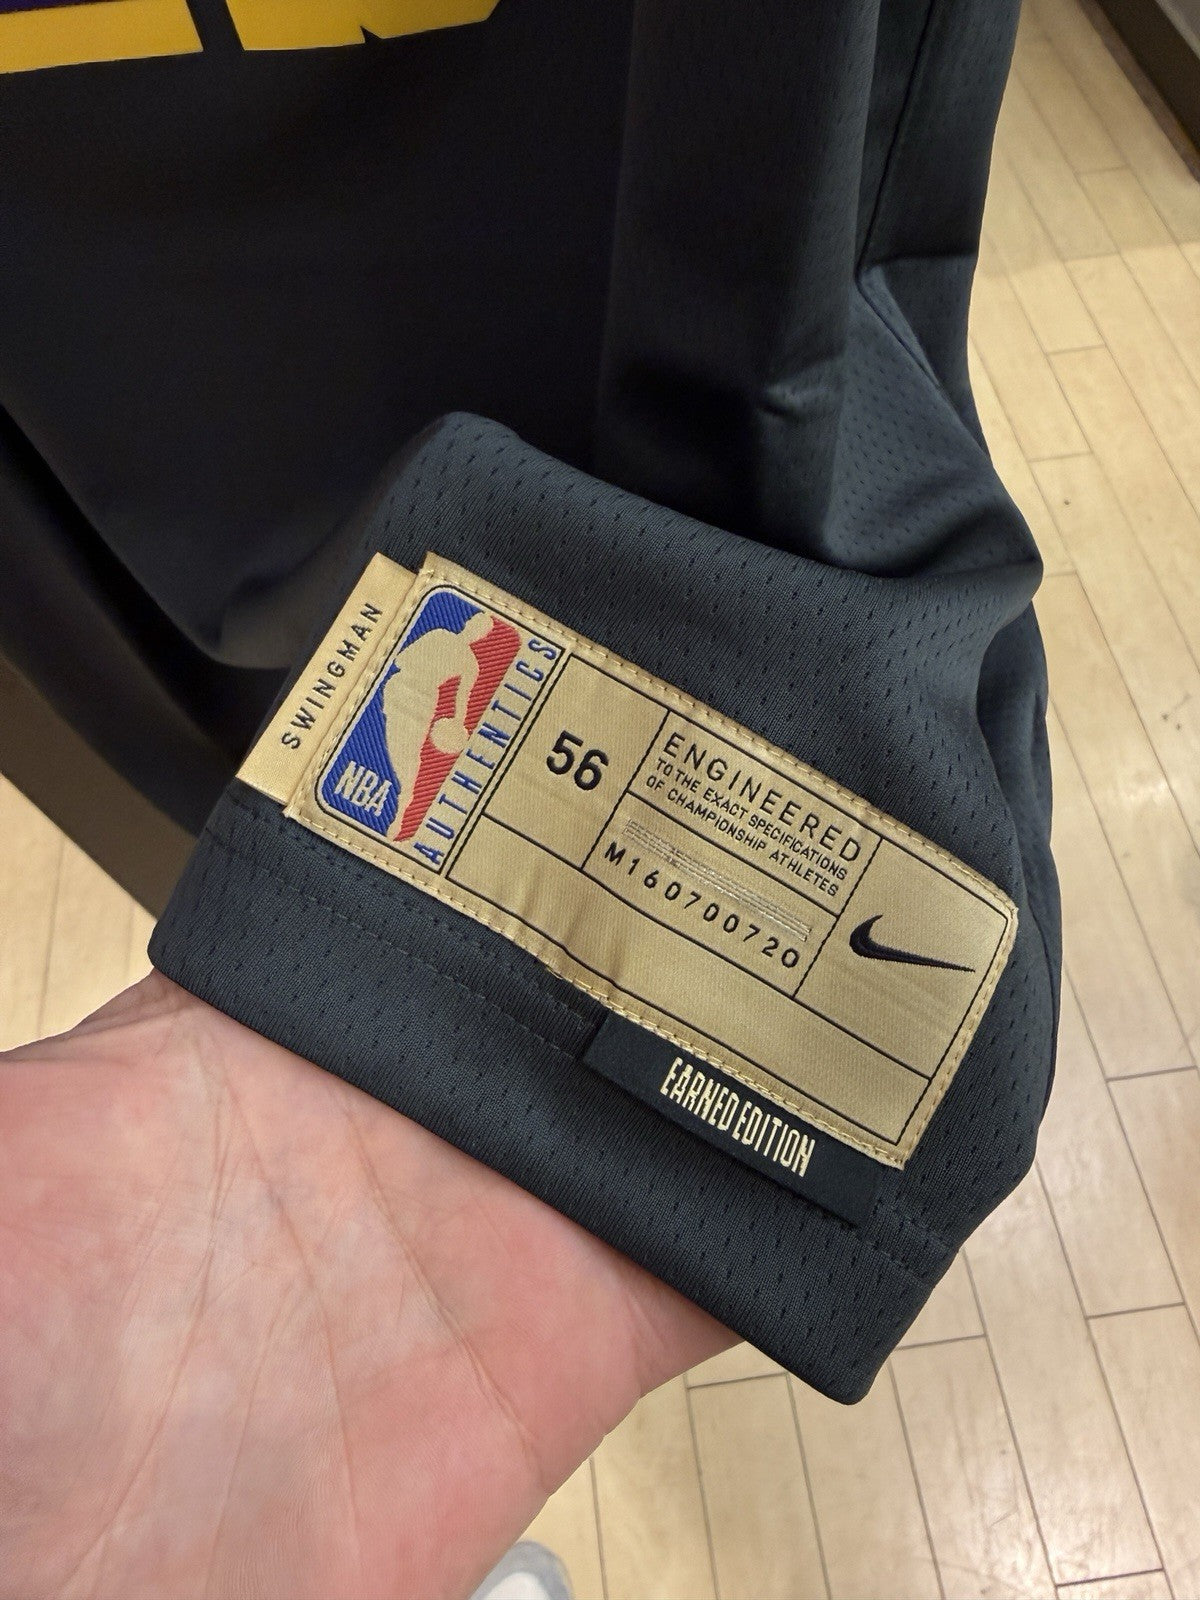 SWINGMAN
NBA
AUTHENTICS
56
ENGINEERED
TO THE EXACT SPECIFICATIONS
OF CHAMPIONSHIP ATHLETES
M160700720
EARNED EDITION